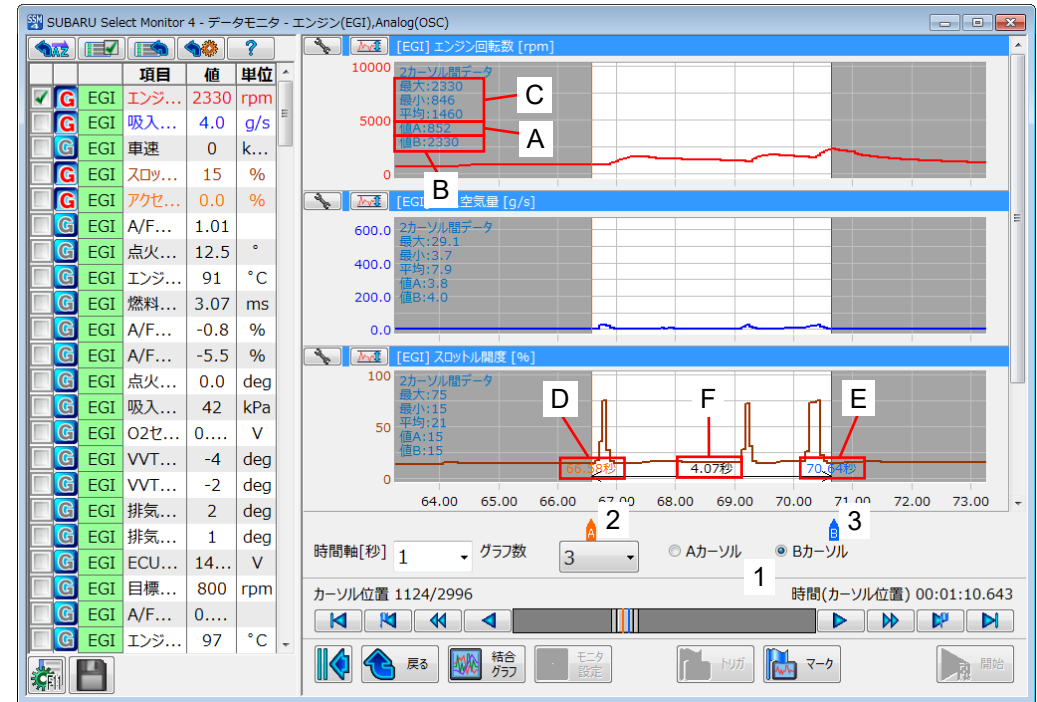 SUBARU Select Monitor 4 - データモニタ - エンジン(EGI),Analog(OSC)
項目 値 単位
EGI エンジ... 2330 rpm
EGI 吸入... 4.0 g/s
EGI 車速 0 k...
EGI スロッ... 15 %
EGI アクセ... 0.0 %
EGI A/F... 1.01
EGI 点火... 12.5 °
EGI エンジ... 91 °C
EGI 燃料... 3.07 ms
EGI A/F... -0.8 %
EGI A/F... -5.5 %
EGI 点火... 0.0 deg
EGI 吸入... 42 kPa
EGI O2セ... 0.... V
EGI VVT... -4 deg
EGI VVT... -2 deg
EGI 排気... 2 deg
EGI 排気... 1 deg
EGI ECU... 14... V
EGI 目標... 800 rpm
EGI A/F... 0....
EGI エンジ... 97 °C
F11
[EGI] エンジン回転数 [rpm]
10000
5000
0
2カーソル間データ
最大:2330
最小:846
平均:1460
値A:852
値B:2330
C
A
B
[EGI] 空気量 [g/s]
600.0
400.0
200.0
0.0
2カーソル間データ
最大:29.1
最小:3.7
平均:7.9
値A:3.8
値B:4.0
[EGI] スロットル開度 [%]
100
50
0
2カーソル間データ
最大:75
最小:15
平均:21
値A:15
値B:15
D
F
E
66.58秒 4.07秒 70.64秒
64.00 65.00 66.00 67.00 68.00 69.00 70.00 71.00 72.00 73.00
A 2
B 3
時間軸[秒] 1 グラフ数 3 Aカーソル Bカーソル
1
カーソル位置 1124/2996 時間(カーソル位置) 00:01:10.643
戻る 結合グラフ モニタ設定 トリガ マーク 開始